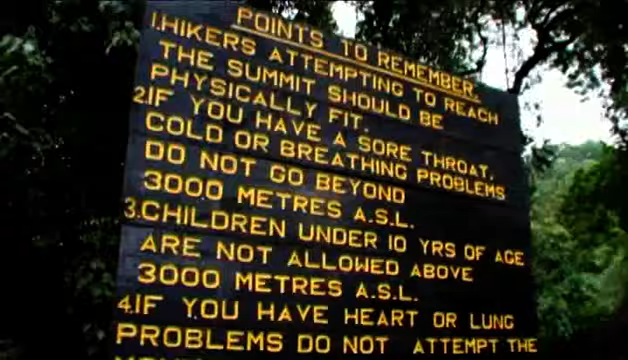 POINTS TO REMEMBER.
1.HIKERS ATTEMPTING TO REACH
THE SUMMIT SHOULD BE
PHYSICALLY FIT.
2.IF YOU HAVE A SORE THROAT,
COLD OR BREATHING PROBLEMS
DO NOT GO BEYOND
3000 METRES A.S.L.
3.CHILDREN UNDER 10 YRS OF AGE
ARE NOT ALLOWED ABOVE
3000 METRES A.S.L.
4.IF YOU HAVE HEART OR LUNG
PROBLEMS DO NOT ATTEMPT THE